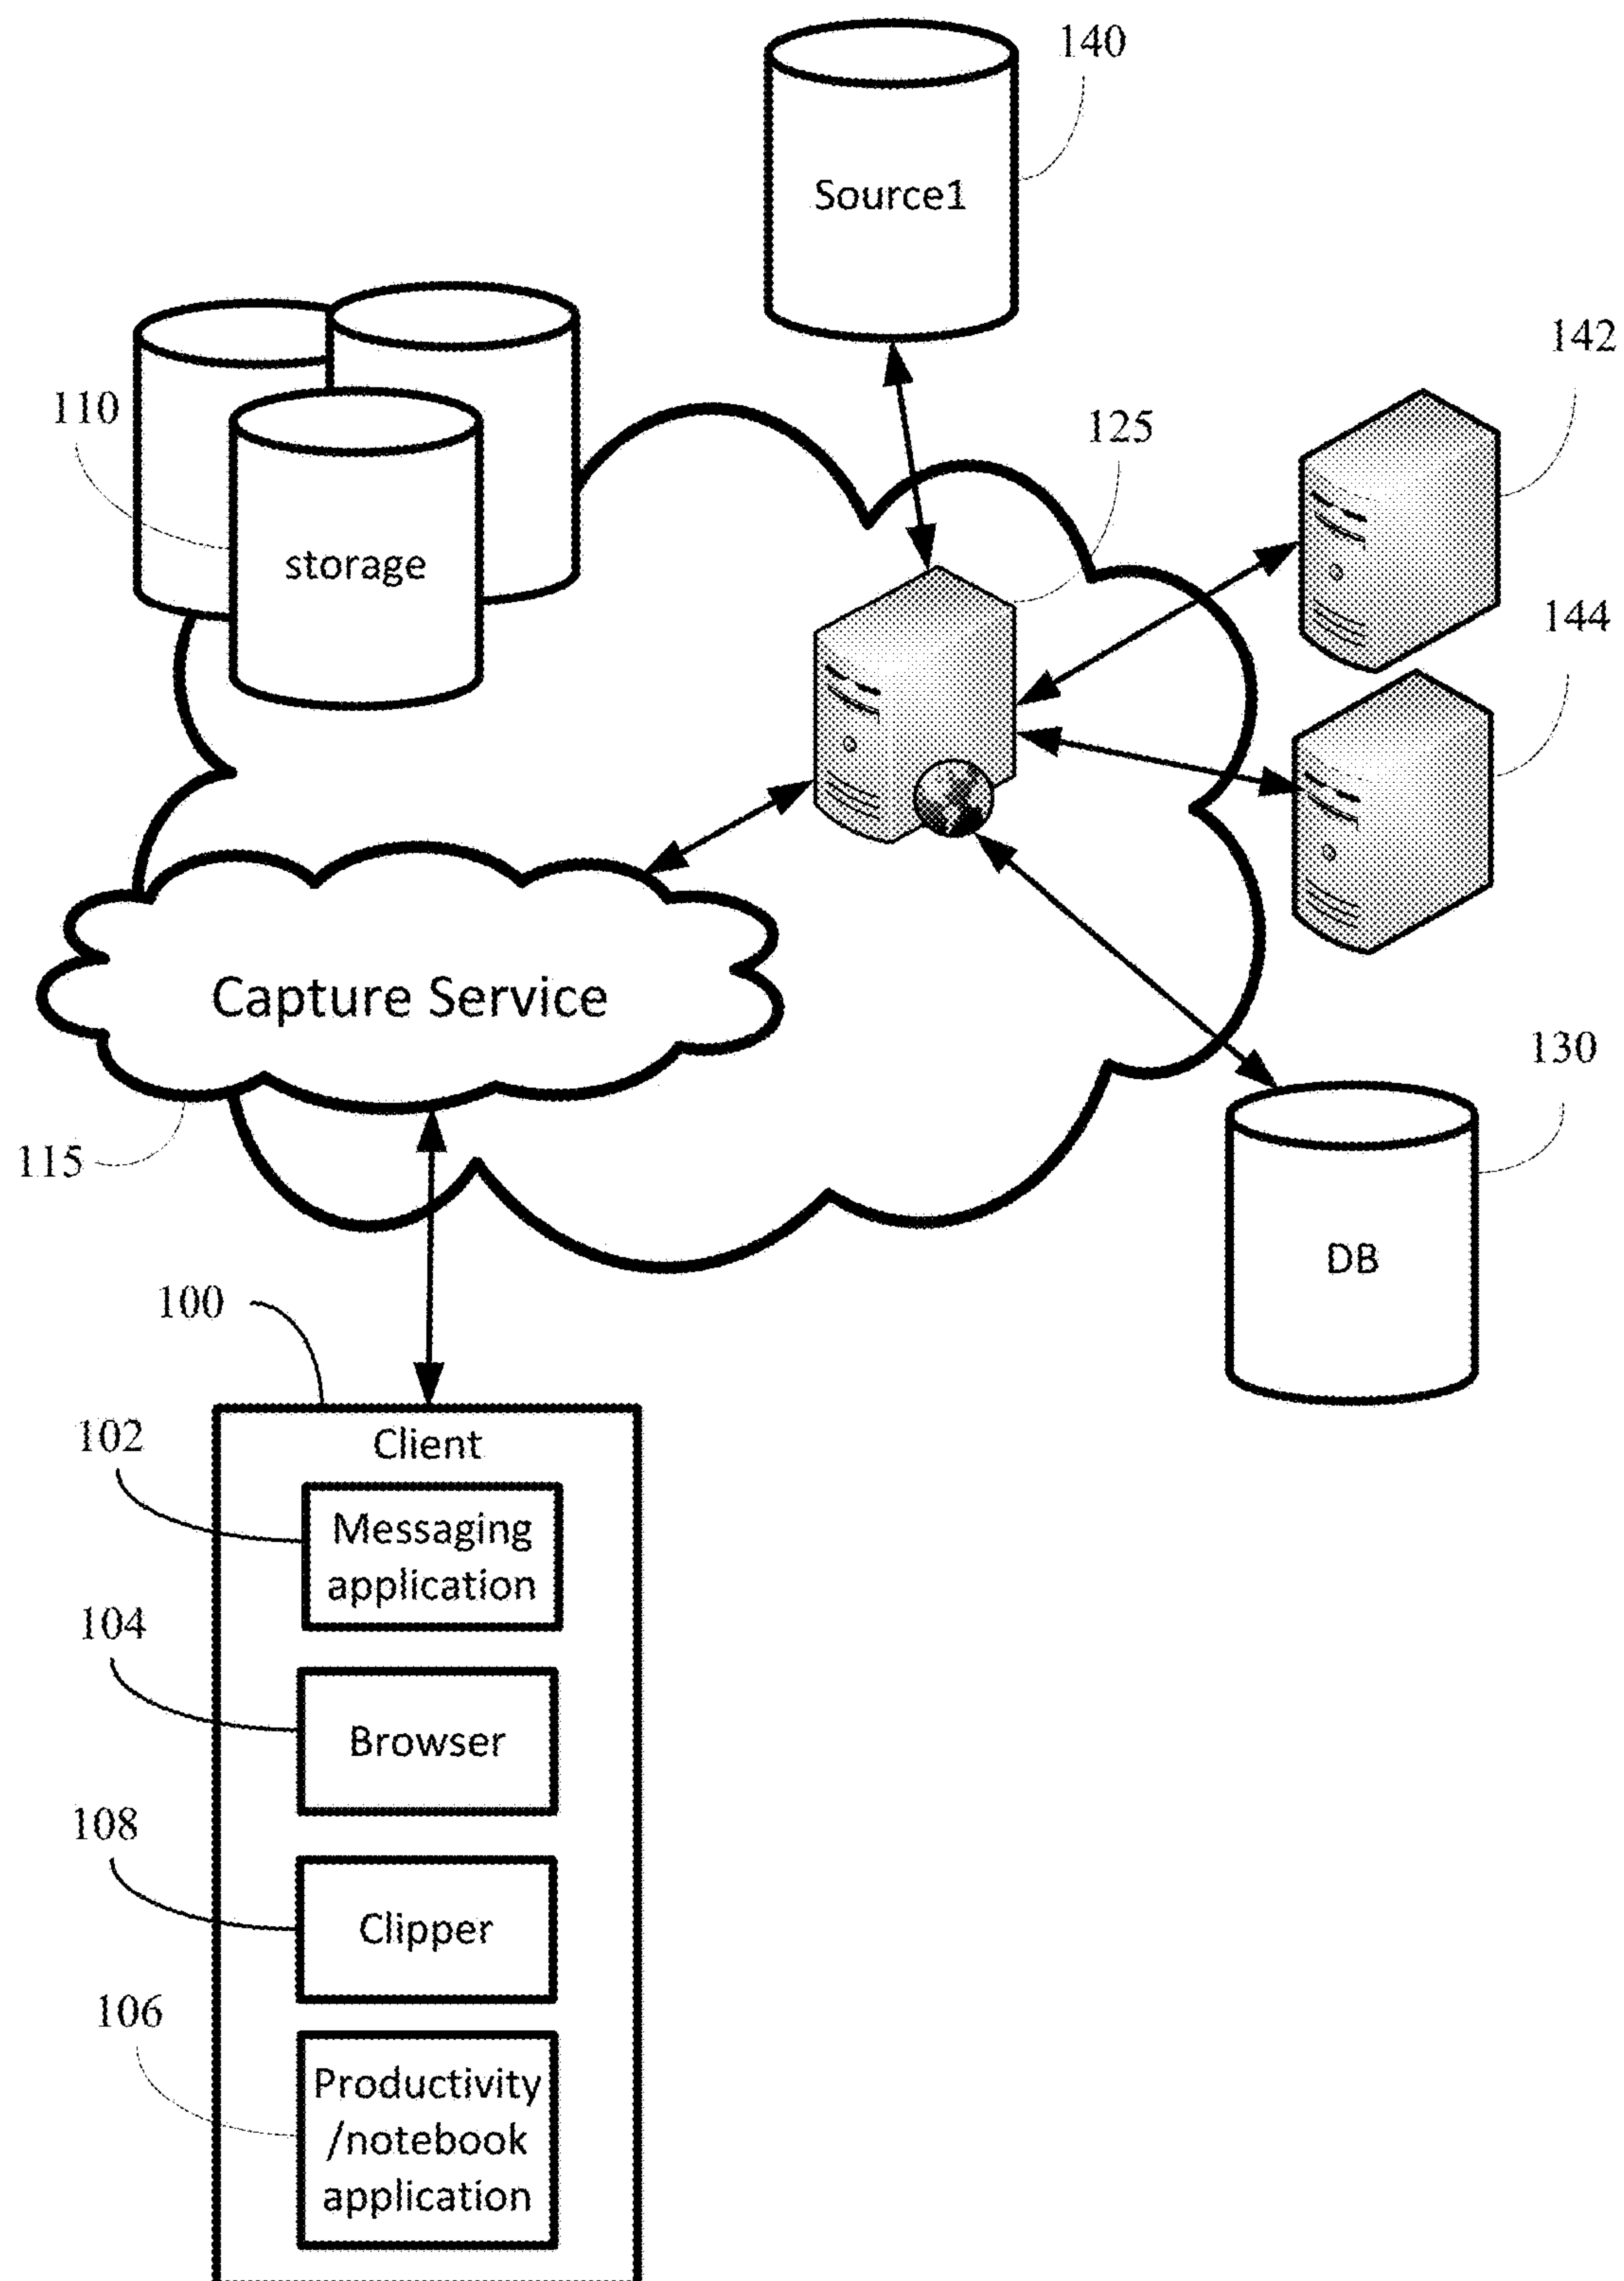 140
Source1
142
110
125
storage
144
Capture Service
130
115
DB
100
Client
102
Messaging
application
104
Browser
108
Clipper
106
Productivity
/notebook
application